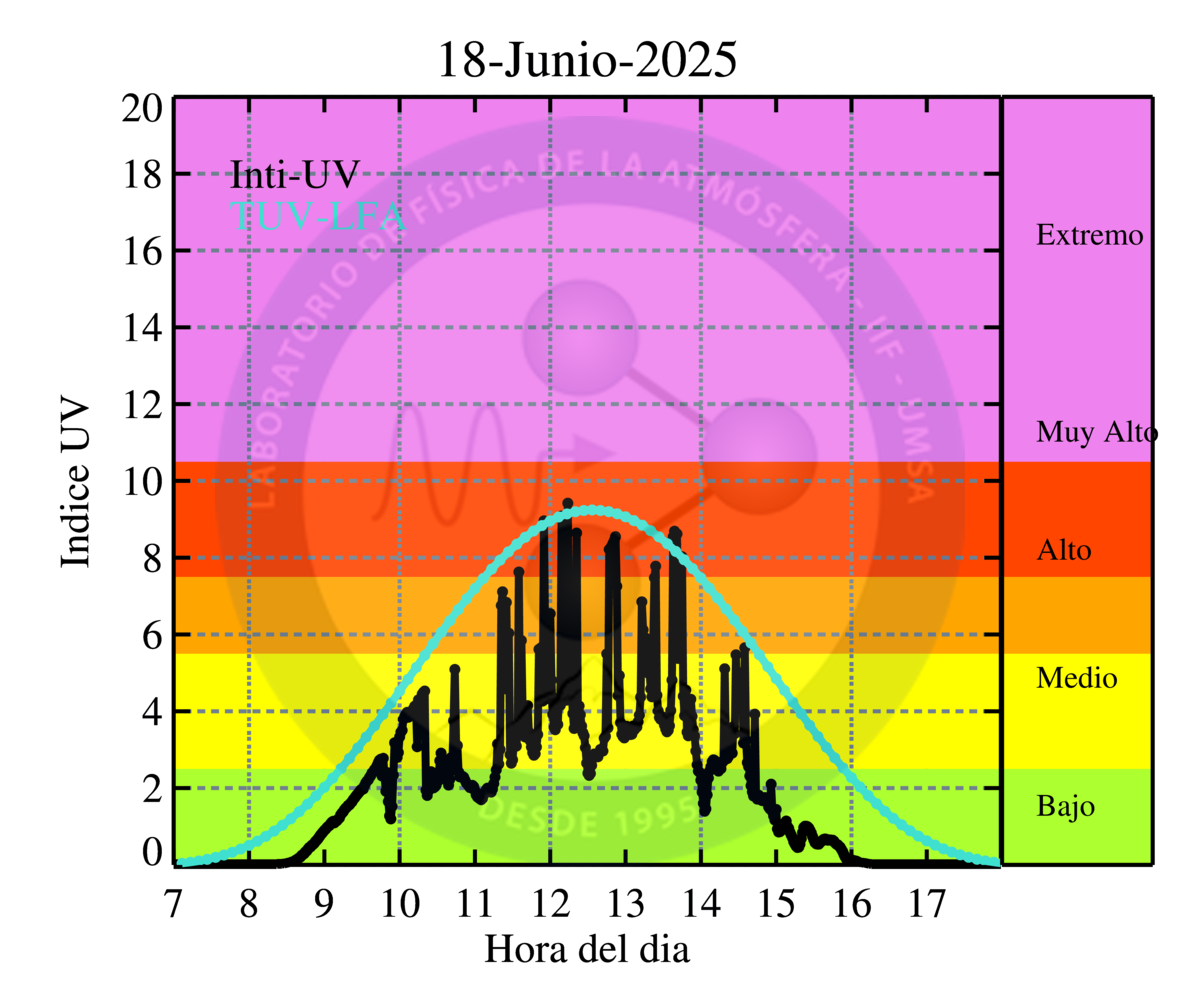 18-Junio-2025
Inti-UV
TUV-LFA
LABORATORIO DE FÍSICA DE LA ATMÓSFERA - IIF - UMSA
DESDE 1995
Indice UV
20
18
16
14
12
10
8
6
4
2
0
Extremo
Muy Alto
Alto
Medio
Bajo
7 8 9 10 11 12 13 14 15 16 17
Hora del dia